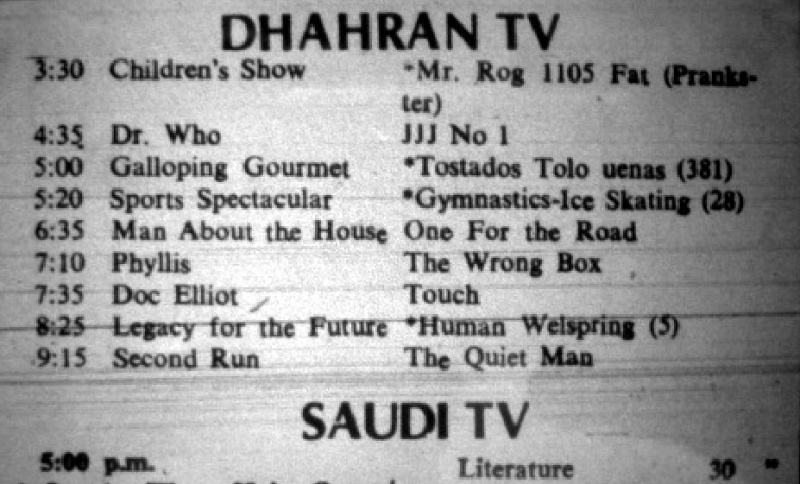 DHAHRAN TV
3:30 Children's Show *Mr. Rog 1105 Fat (Pranks-
ter)
4:35 Dr. Who JJJ No 1
5:00 Galloping Gourmet *Tostados Tolo uenas (381)
5:20 Sports Spectacular *Gymnastics-Ice Skating (28)
6:35 Man About the House One For the Road
7:10 Phyllis The Wrong Box
7:35 Doc Elliot Touch
8:25 Legacy for the Future *Human Welspring (5)
9:15 Second Run The Quiet Man
SAUDI TV
5:00 p.m. Literature 30 "